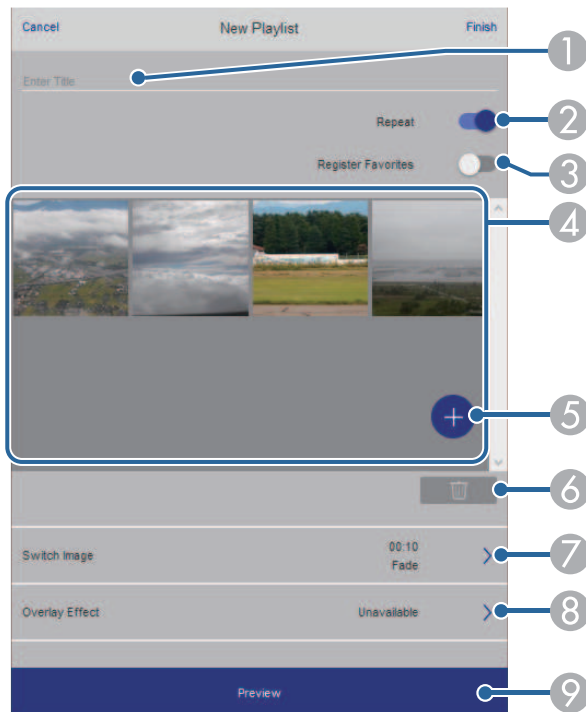 Cancel New Playlist Finish
1
Enter Title
Repeat 2
Register Favorites 3
4
+ 5
6
Switch Image 00:10 7
Fade
Overlay Effect Unavailable 8
Preview 9